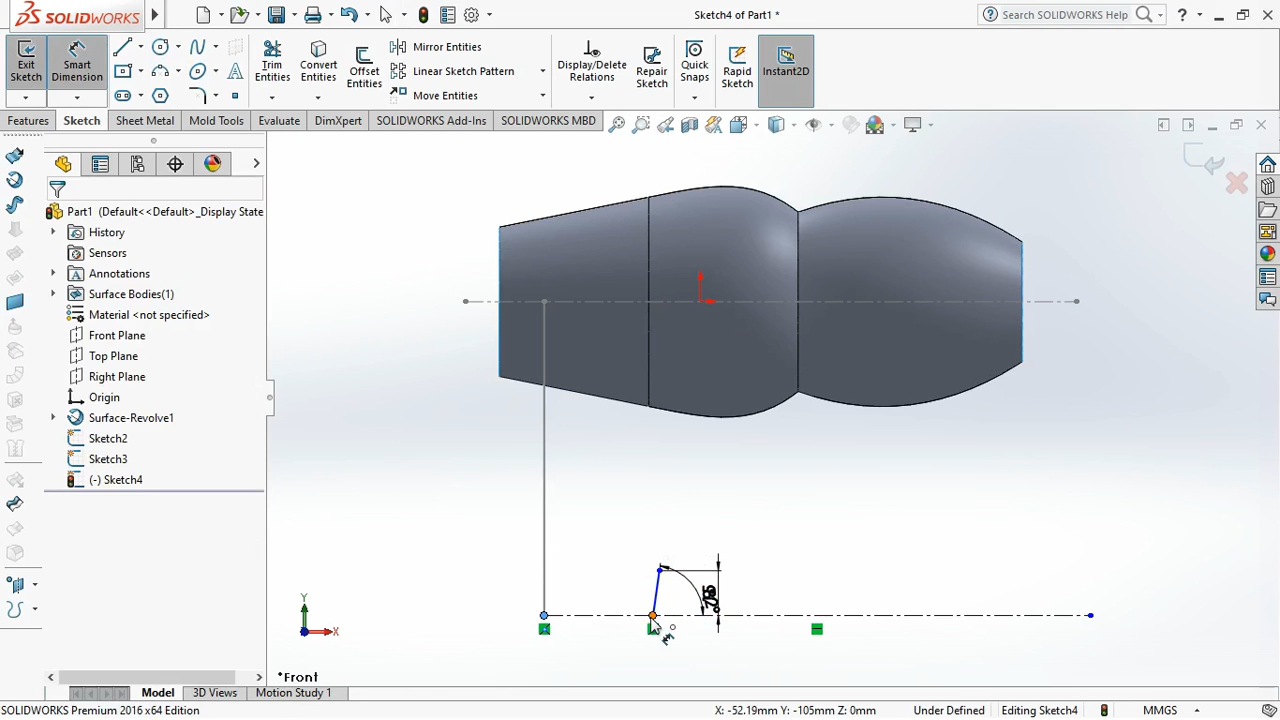 SOLIDWORKS
Sketch4 of Part1 *
Search SOLIDWORKS Help
?
Exit Sketch
Smart Dimension
Trim Entities
Convert Entities
Offset Entities
Mirror Entities
Linear Sketch Pattern
Move Entities
Display/Delete Relations
Repair Sketch
Quick Snaps
Rapid Sketch
Instant2D
Features
Sketch
Sheet Metal
Mold Tools
Evaluate
DimXpert
SOLIDWORKS Add-Ins
SOLIDWORKS MBD
Part1 (Default<<Default>_Display State
History
Sensors
Annotations
Surface Bodies(1)
Material <not specified>
Front Plane
Top Plane
Right Plane
Origin
Surface-Revolve1
Sketch2
Sketch3
(-) Sketch4
Y
X
*Front
Model
3D Views
Motion Study 1
SOLIDWORKS Premium 2016 x64 Edition
X: -52.19mm Y: -105mm Z: 0mm
Under Defined
Editing Sketch4
MMGS